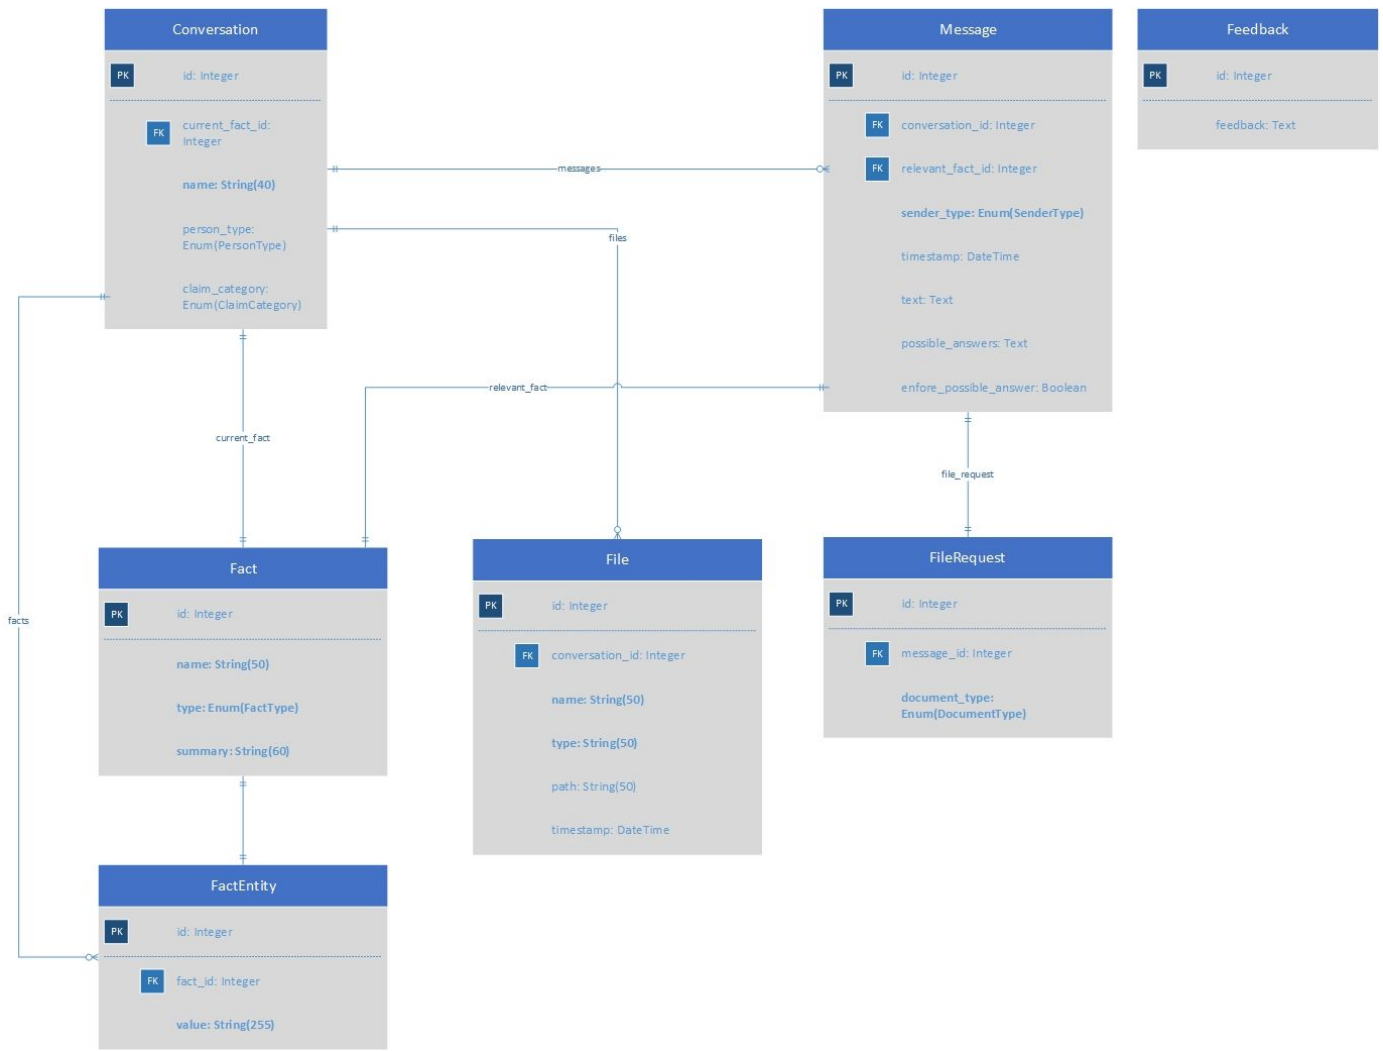 Conversation
PK
id: Integer
FK
current_fact_id:
Integer
name: String(40)
person_type:
Enum(PersonType)
claim_category:
Enum(ClaimCategory)
Message
PK
id: Integer
FK
conversation_id: Integer
FK
relevant_fact_id: Integer
sender_type: Enum(SenderType)
timestamp: DateTime
text: Text
possible_answers: Text
enfore_possible_answer: Boolean
Feedback
PK
id: Integer
feedback: Text
messages
files
relevant_fact
current_fact
file_request
facts
Fact
PK
id: Integer
name: String(50)
type: Enum(FactType)
summary: String(60)
File
PK
id: Integer
FK
conversation_id: Integer
name: String(50)
type: String(50)
path: String(50)
timestamp: DateTime
FileRequest
PK
id: Integer
FK
message_id: Integer
document_type:
Enum(DocumentType)
FactEntity
PK
id: Integer
FK
fact_id: Integer
value: String(255)